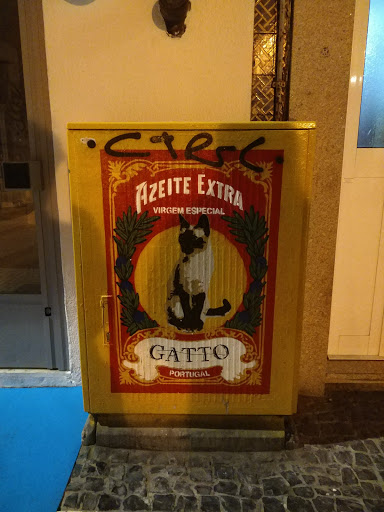 AZEITE EXTRA
VIRGEM ESPECIAL
GATTO
PORTUGAL